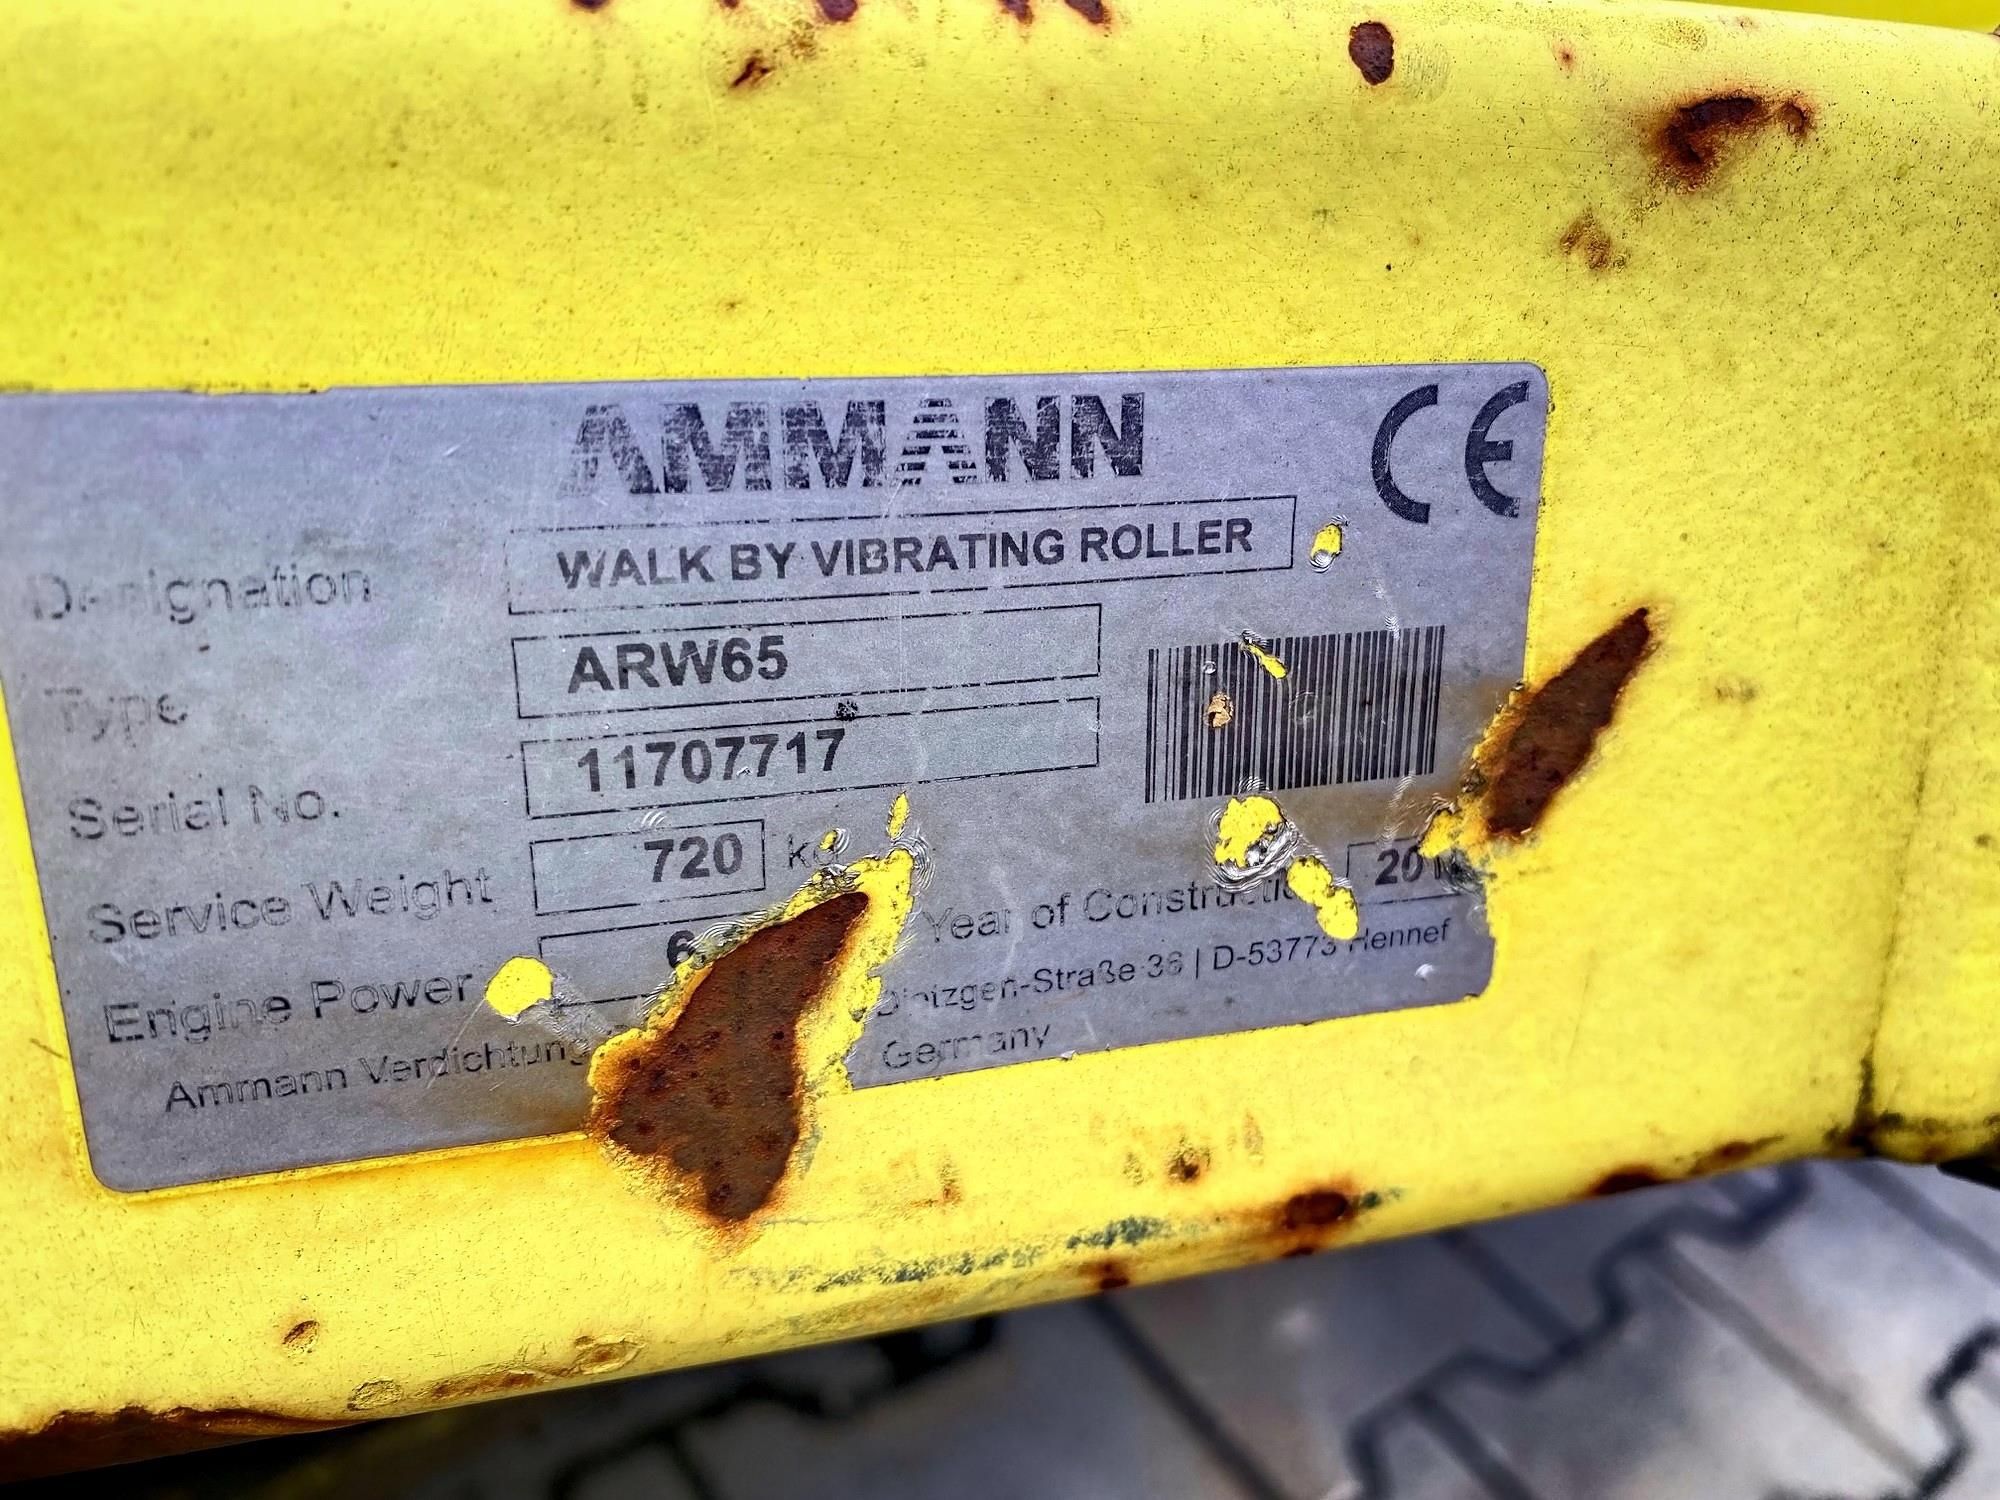 AMMANN
CE
Designation WALK BY VIBRATING ROLLER
Type ARW65
Serial No. 11707717
Service Weight 720 kg
Year of Construction
Engine Power
Ammann -Straße 36 | D-53773 Hennef
Germany